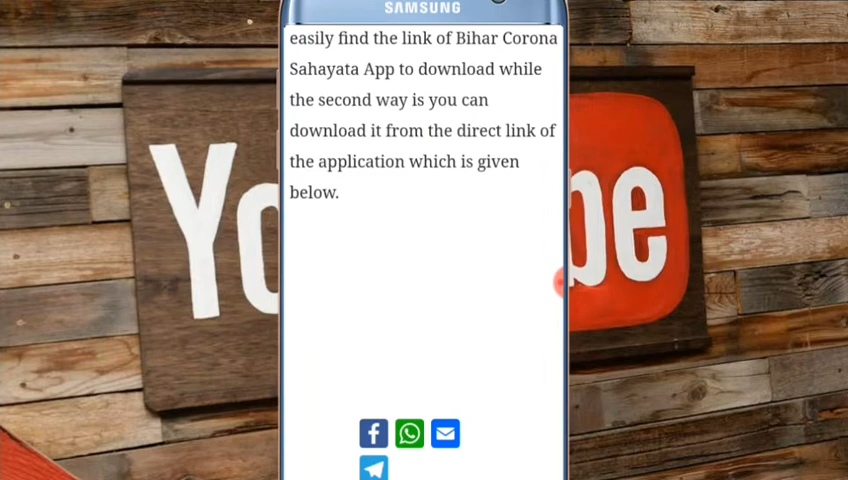 SAMSUNG
easily find the link of Bihar Corona
Sahayata App to download while
the second way is you can
download it from the direct link of
the application which is given
below.
Yo
be